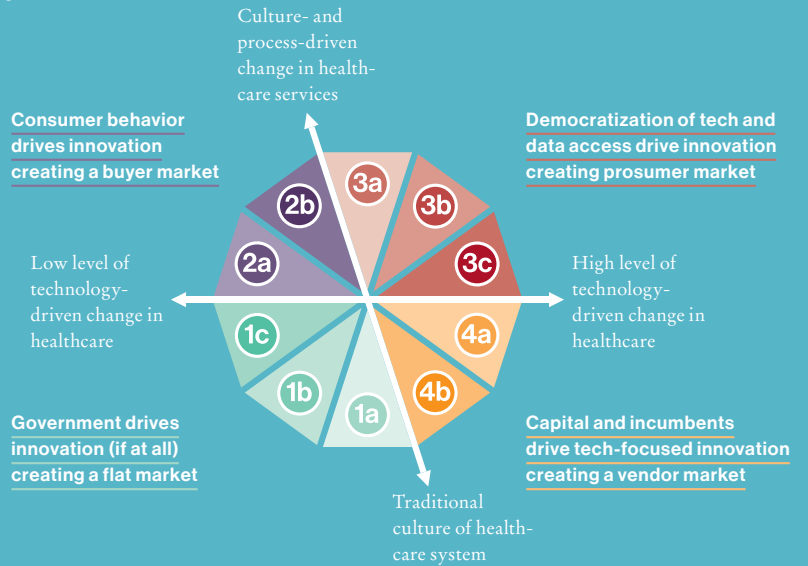 Culture- and
process-driven
change in health-
care services
Consumer behavior
drives innovation
creating a buyer market
Democratization of tech and
data access drive innovation
creating prosumer market
3a
2b
3b
2a
3c
Low level of
technology-
driven change in
healthcare
High level of
technology-
driven change in
healthcare
1c
4a
1b
4b
1a
Government drives
innovation (if at all)
creating a flat market
Capital and incumbents
drive tech-focused innovation
creating a vendor market
Traditional
culture of health-
care system